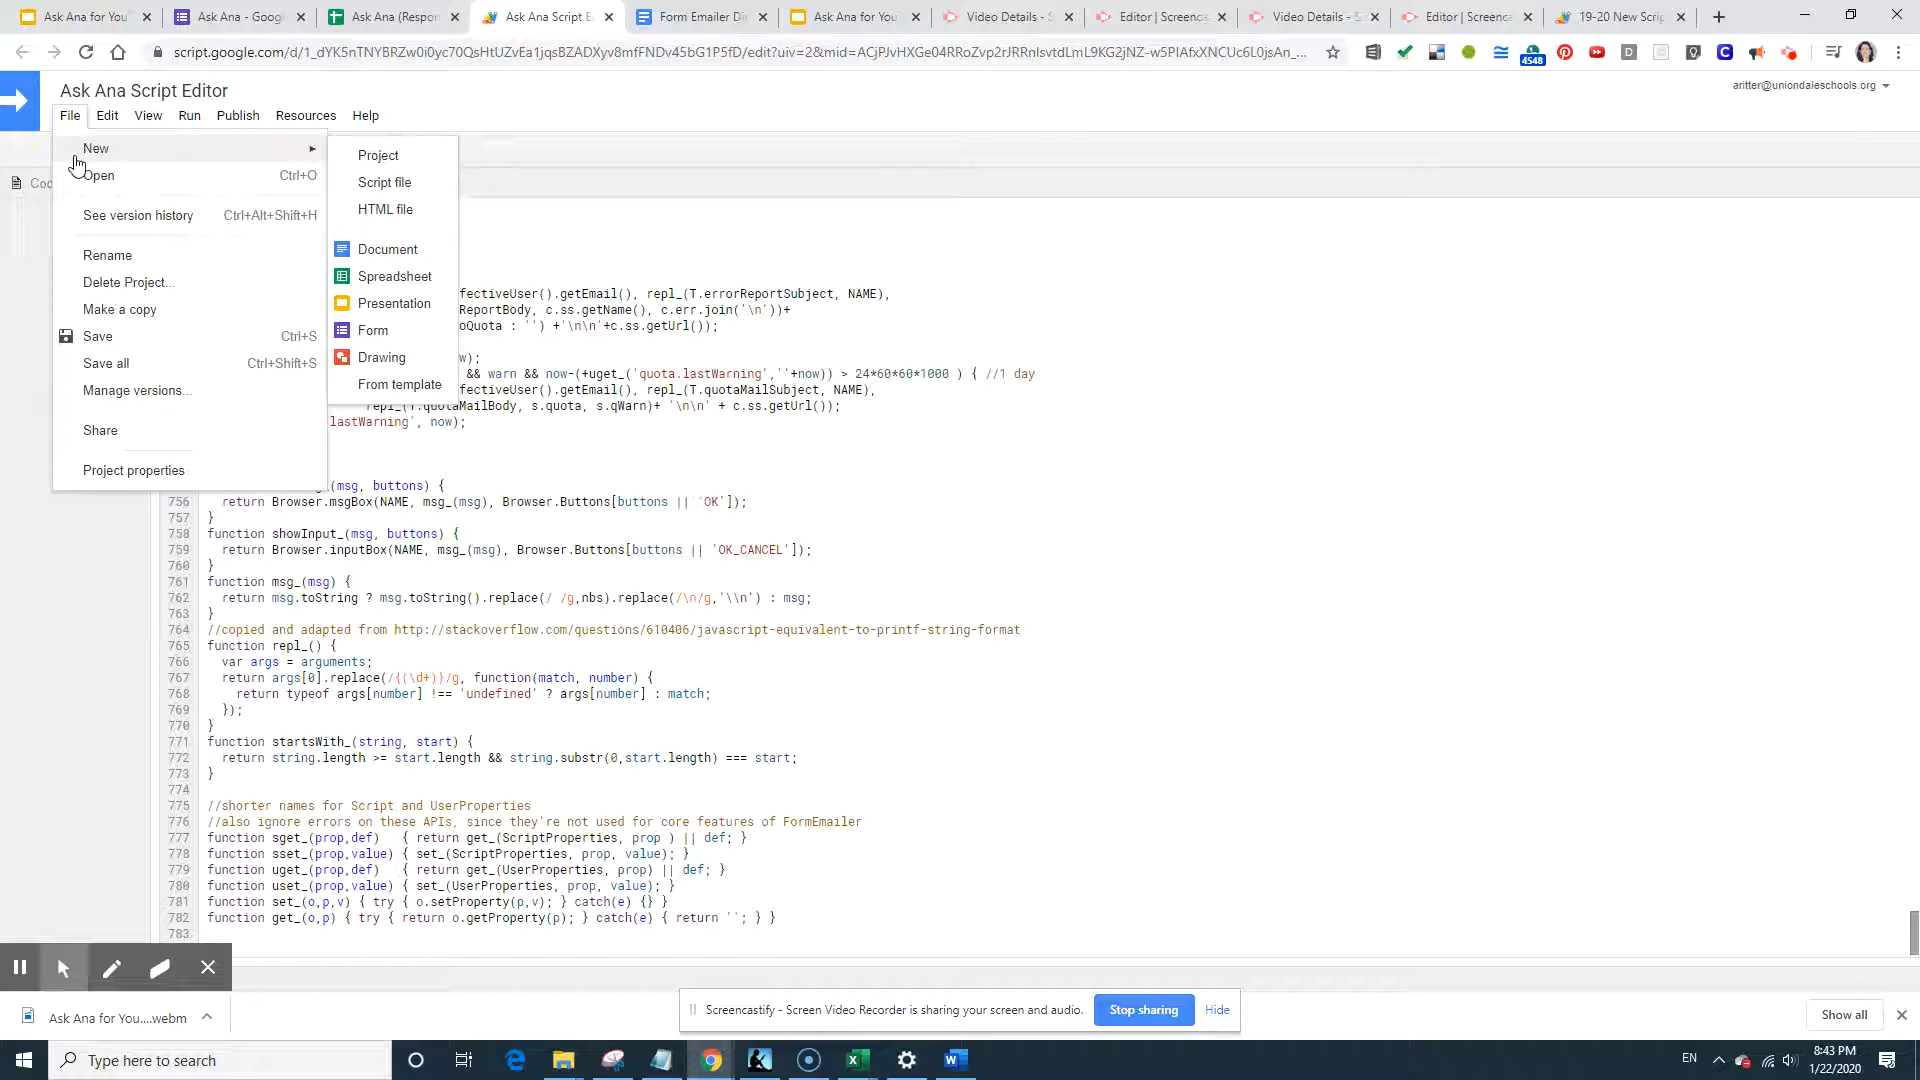 Ask Ana for You
Ask Ana - Goog
Ask Ana (Respon
Ask Ana Script E
Form Emailer Di
Ask Ana for You
Video Details - S
Editor | Screenca
Video Details - S
Editor | Screenca
19-20 New Scrip
script.google.com/d/1_dYK5nTNYBRZw0i0yc70QsHtUZvEa1jqsBZADXyv8mfFNDv45bG1P5fD/edit?uiv=2&mid=ACjPJvHXGe04RRoZvp2rJRRnIsvtdLmL9KG2jNZ-w5PIAfxXNCUc6L0jsAn_...
4548
Ask Ana Script Editor
aritter@uniondaleschools.org
File Edit View Run Publish Resources Help
New
Open Ctrl+O
See version history Ctrl+Alt+Shift+H
Rename
Delete Project...
Make a copy
Save Ctrl+S
Save all Ctrl+Shift+S
Manage versions...
Share
Project properties
Project
Script file
HTML file
Document
Spreadsheet
Presentation
Form
Drawing
From template
Cod
fectiveUser().getEmail(), repl_(T.errorReportSubject, NAME),
ReportBody, c.ss.getName(), c.err.join('\n'))+
oQuota : '') +'\n\n'+c.ss.getUrl());
w);
&& warn && now-(+uget_('quota.lastWarning',''+now)) > 24*60*60*1000 ) { //1 day
fectiveUser().getEmail(), repl_(T.quotaMailSubject, NAME),
repl_(T.quotaMailBody, s.quota, s.qWarn)+ '\n\n' + c.ss.getUrl());
lastWarning', now);
(msg, buttons) {
756 return Browser.msgBox(NAME, msg_(msg), Browser.Buttons[buttons || 'OK']);
757 }
758 function showInput_(msg, buttons) {
759 return Browser.inputBox(NAME, msg_(msg), Browser.Buttons[buttons || 'OK_CANCEL']);
760 }
761 function msg_(msg) {
762 return msg.toString ? msg.toString().replace(/ /g,nbs).replace(/\n/g,'\\n') : msg;
763 }
764 //copied and adapted from http://stackoverflow.com/questions/610406/javascript-equivalent-to-printf-string-format
765 function repl_() {
766 var args = arguments;
767 return args[0].replace(/{(\d+)}/g, function(match, number) {
768 return typeof args[number] !== 'undefined' ? args[number] : match;
769 });
770 }
771 function startsWith_(string, start) {
772 return string.length >= start.length && string.substr(0,start.length) === start;
773 }
774
775 //shorter names for Script and UserProperties
776 //also ignore errors on these APIs, since they're not used for core features of FormEmailer
777 function sget_(prop,def) { return get_(ScriptProperties, prop ) || def; }
778 function sset_(prop,value) { set_(ScriptProperties, prop, value); }
779 function uget_(prop,def) { return get_(UserProperties, prop) || def; }
780 function uset_(prop,value) { set_(UserProperties, prop, value); }
781 function set_(o,p,v) { try { o.setProperty(p,v); } catch(e) {} }
782 function get_(o,p) { try { return o.getProperty(p); } catch(e) { return ''; } }
783
Screencastify - Screen Video Recorder is sharing your screen and audio. Stop sharing Hide
Ask Ana for You....webm
Show all
Type here to search
EN
8:43 PM
1/22/2020